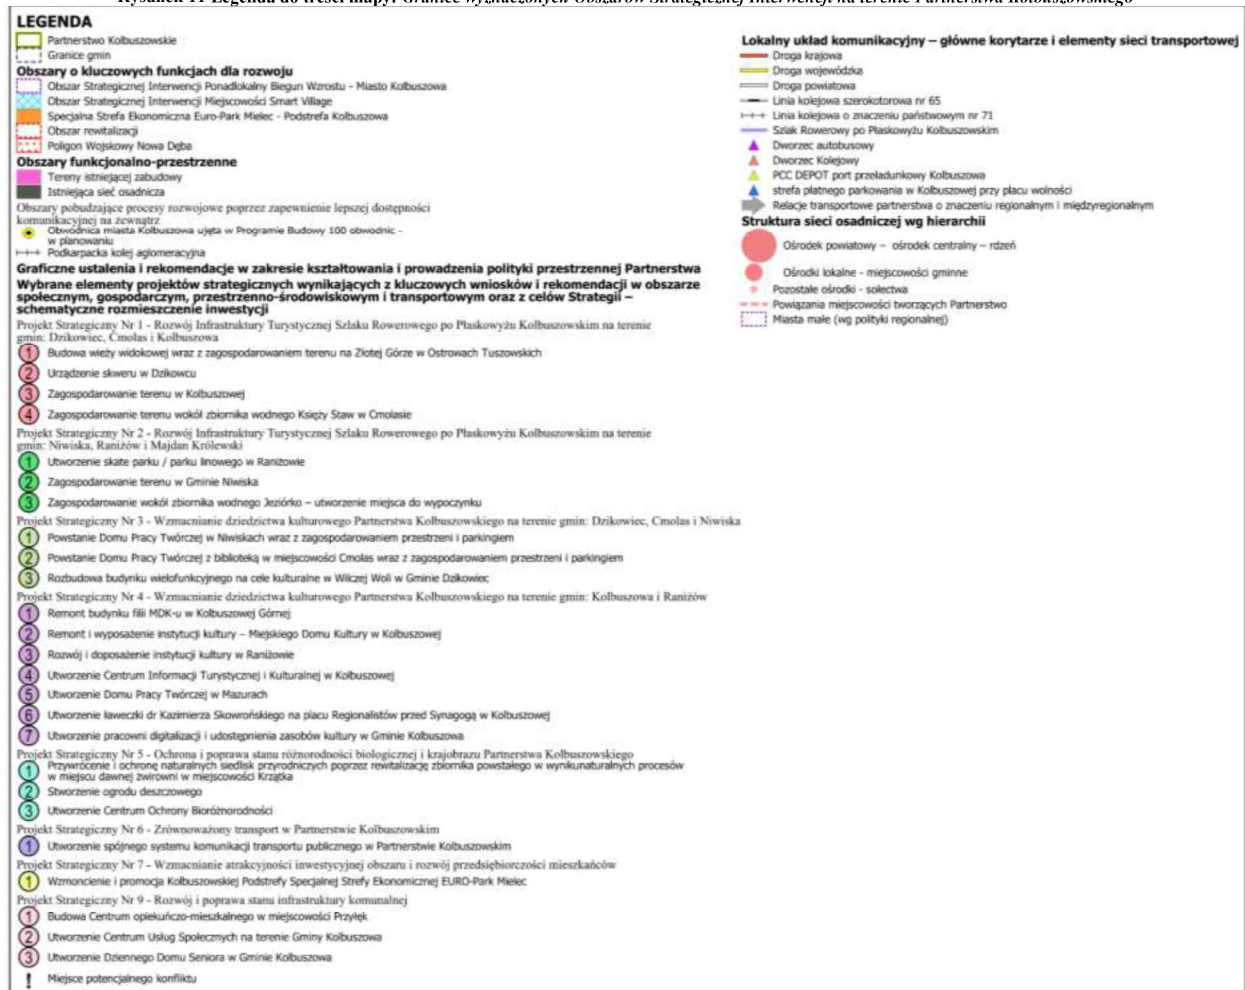 Rysunek 11 Legenda do treści mapy: Granice wyznaczonych Obszarów Strategicznej Interwencji na terenie Partnerstwa Kolbuszowskiego
LEGENDA
Partnerstwo Kolbuszowskie
Granice gmin
Obszary o kluczowych funkcjach dla rozwoju
Obszar Strategicznej Interwencji Ponadlokalny Biegun Wzrostu - Miasto Kolbuszowa
Obszar Strategicznej Interwencji Miejscowości Smart Village
Specjalna Strefa Ekonomiczna Euro-Park Mielec - Podstrefa Kolbuszowa
Obszar rewitalizacji
Poligon Wojskowy Nowa Dęba
Obszary funkcjonalno-przestrzenne
Tereny istniejącej zabudowy
Istniejąca sieć osadnicza
Obszary pobudzające procesy rozwojowe poprzez zapewnienie lepszej dostępności
komunikacyjnej na zewnątrz
Obwodnica miasta Kolbuszowa ujęta w Programie Budowy 100 obwodnic -
w planowaniu
Podkarpacka kolej aglomeracyjna
Graficzne ustalenia i rekomendacje w zakresie kształtowania i prowadzenia polityki przestrzennej Partnerstwa
Wybrane elementy projektów strategicznych wynikających z kluczowych wniosków i rekomendacji w obszarze
społecznym, gospodarczym, przestrzenno-środowiskowym i transportowym oraz z celów Strategii –
schematyczne rozmieszczenie inwestycji
Projekt Strategiczny Nr 1 - Rozwój Infrastruktury Turystycznej Szlaku Rowerowego po Płaskowyżu Kolbuszowskim na terenie
gmin: Dzikowiec, Cmolas i Kolbuszowa
1 Budowa wieży widokowej wraz z zagospodarowaniem terenu na Złotej Górze w Ostrowach Tuszowskich
2 Urządzenie skweru w Dzikowcu
3 Zagospodarowanie terenu w Kolbuszowej
4 Zagospodarowanie terenu wokół zbiornika wodnego Księży Staw w Cmolasie
Projekt Strategiczny Nr 2 - Rozwój Infrastruktury Turystycznej Szlaku Rowerowego po Płaskowyżu Kolbuszowskim na terenie
gmin: Niwiska, Raniżów i Majdan Królewski
1 Utworzenie skate parku / parku linowego w Raniżowie
2 Zagospodarowanie terenu w Gminie Niwiska
3 Zagospodarowanie wokół zbiornika wodnego Jeziórko – utworzenie miejsca do wypoczynku
Projekt Strategiczny Nr 3 - Wzmacnianie dziedzictwa kulturowego Partnerstwa Kolbuszowskiego na terenie gmin: Dzikowiec, Cmolas i Niwiska
1 Powstanie Domu Pracy Twórczej w Niwiskach wraz z zagospodarowaniem przestrzeni i parkingiem
2 Powstanie Domu Pracy Twórczej z biblioteką w miejscowości Cmolas wraz z zagospodarowaniem przestrzeni i parkingiem
3 Rozbudowa budynku wielofunkcyjnego na cele kulturalne w Wilczej Woli w Gminie Dzikowiec
Projekt Strategiczny Nr 4 - Wzmacnianie dziedzictwa kulturowego Partnerstwa Kolbuszowskiego na terenie gmin: Kolbuszowa i Raniżów
1 Remont budynku filii MDK-u w Kolbuszowej Górnej
2 Remont i wyposażenie instytucji kultury – Miejskiego Domu Kultury w Kolbuszowej
3 Rozwój i doposażenie instytucji kultury w Raniżowie
4 Utworzenie Centrum Informacji Turystycznej i Kulturalnej w Kolbuszowej
5 Utworzenie Domu Pracy Twórczej w Mazurach
6 Utworzenie ławeczki dr Kazimierza Skowrońskiego na placu Regionalistów przed Synagogą w Kolbuszowej
7 Utworzenie pracowni digitalizacji i udostępnienia zasobów kultury w Gminie Kolbuszowa
Projekt Strategiczny Nr 5 - Ochrona i poprawa stanu różnorodności biologicznej i krajobrazu Partnerstwa Kolbuszowskiego
1 Przywrócenie i ochronę naturalnych siedlisk przyrodniczych poprzez rewitalizację zbiornika powstałego w wynikunaturalnych procesów
w miejscu dawnej żwirowni w miejscowości Krzątka
2 Stworzenie ogrodu deszczowego
3 Utworzenie Centrum Ochrony Bioróżnorodności
Projekt Strategiczny Nr 6 - Zrównoważony transport w Partnerstwie Kolbuszowskim
1 Utworzenie spójnego systemu komunikacji transportu publicznego w Partnerstwie Kolbuszowskim
Projekt Strategiczny Nr 7 - Wzmacnianie atrakcyjności inwestycyjnej obszaru i rozwój przedsiębiorczości mieszkańców
1 Wzmocnienie i promocja Kolbuszowskiej Podstrefy Specjalnej Strefy Ekonomicznej EURO-Park Mielec
Projekt Strategiczny Nr 9 - Rozwój i poprawa stanu infrastruktury komunalnej
1 Budowa Centrum opiekuńczo-mieszkalnego w miejscowości Przyłęk
2 Utworzenie Centrum Usług Społecznych na terenie Gminy Kolbuszowa
3 Utworzenie Dziennego Domu Seniora w Gminie Kolbuszowa
! Miejsce potencjalnego konfliktu
Lokalny układ komunikacyjny – główne korytarze i elementy sieci transportowej
Droga krajowa
Droga wojewódzka
Droga powiatowa
Linia kolejowa szerokotorowa nr 65
Linia kolejowa o znaczeniu państwowym nr 71
Szlak Rowerowy po Płaskowyżu Kolbuszowskim
Dworzec autobusowy
Dworzec Kolejowy
PCC DEPOT port przeładunkowy Kolbuszowa
strefa płatnego parkowania w Kolbuszowej przy placu wolności
Relacje transportowe partnerstwa o znaczeniu regionalnym i międzyregionalnym
Struktura sieci osadniczej wg hierarchii
Ośrodek powiatowy – ośrodek centralny – rdzeń
Ośrodki lokalne - miejscowości gminne
Pozostałe ośrodki - sołectwa
Powiązania miejscowości tworzących Partnerstwo
Miasta małe (wg polityki regionalnej)